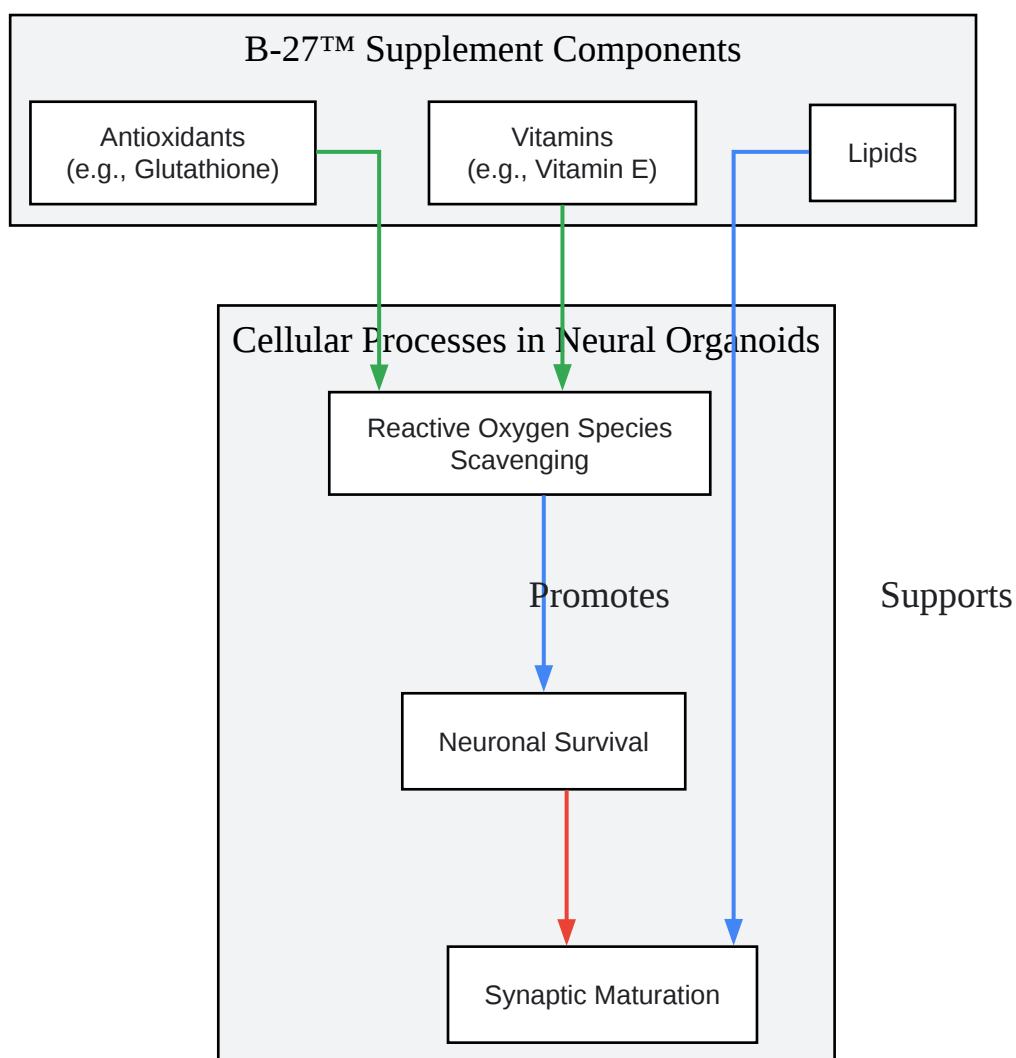 B-27™ Supplement Components
Antioxidants
(e.g., Glutathione)
Vitamins
(e.g., Vitamin E)
Lipids
Cellular Processes in Neural Organoids
Reactive Oxygen Species
Scavenging
Promotes
Supports
Neuronal Survival
Synaptic Maturation